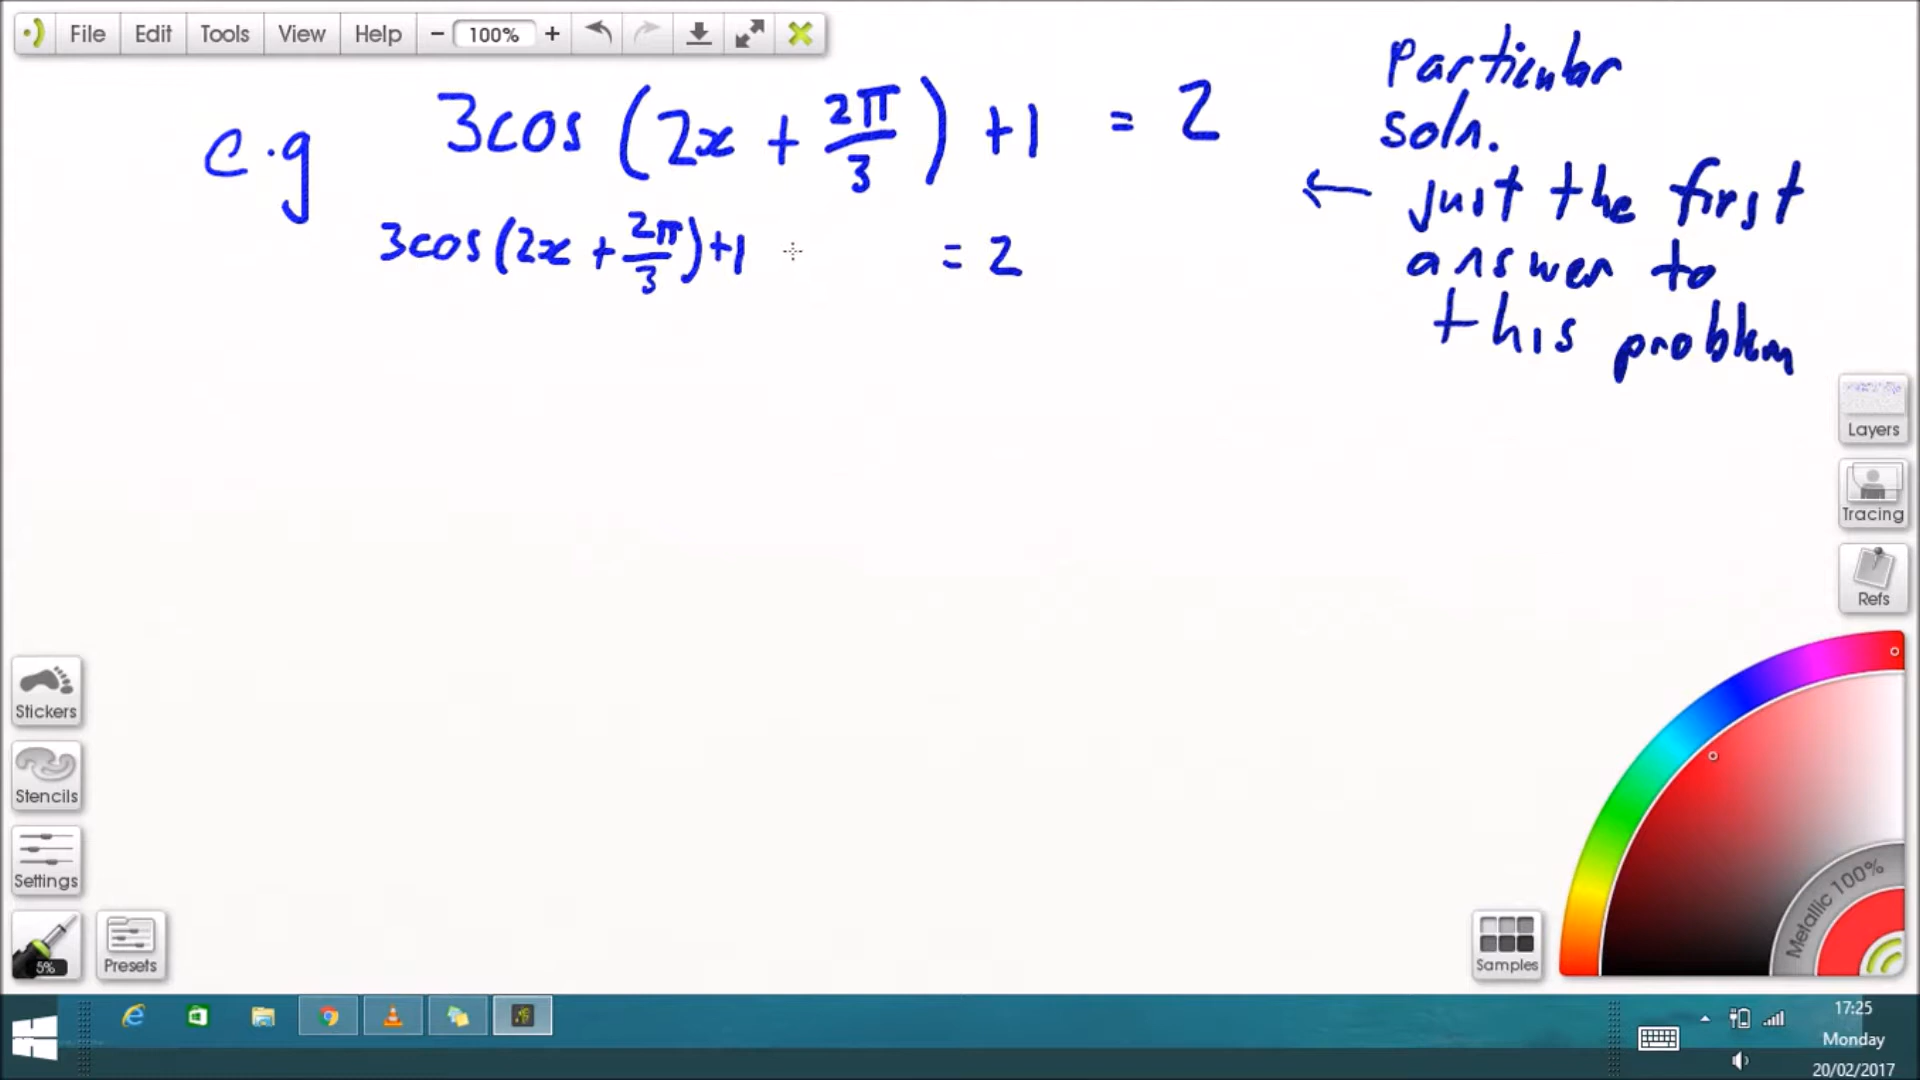 File Edit Tools View Help − 100% +
e.g 3cos (2x + 2π/3) +1 = 2
3cos(2x + 2π/3)+1 = 2
Particular
soln.
← just the first
answer to
this problem
Layers
Tracing
Refs
Stickers
Stencils
Settings
5%
Presets
Metallic 100%
Samples
17:25
Monday
20/02/2017